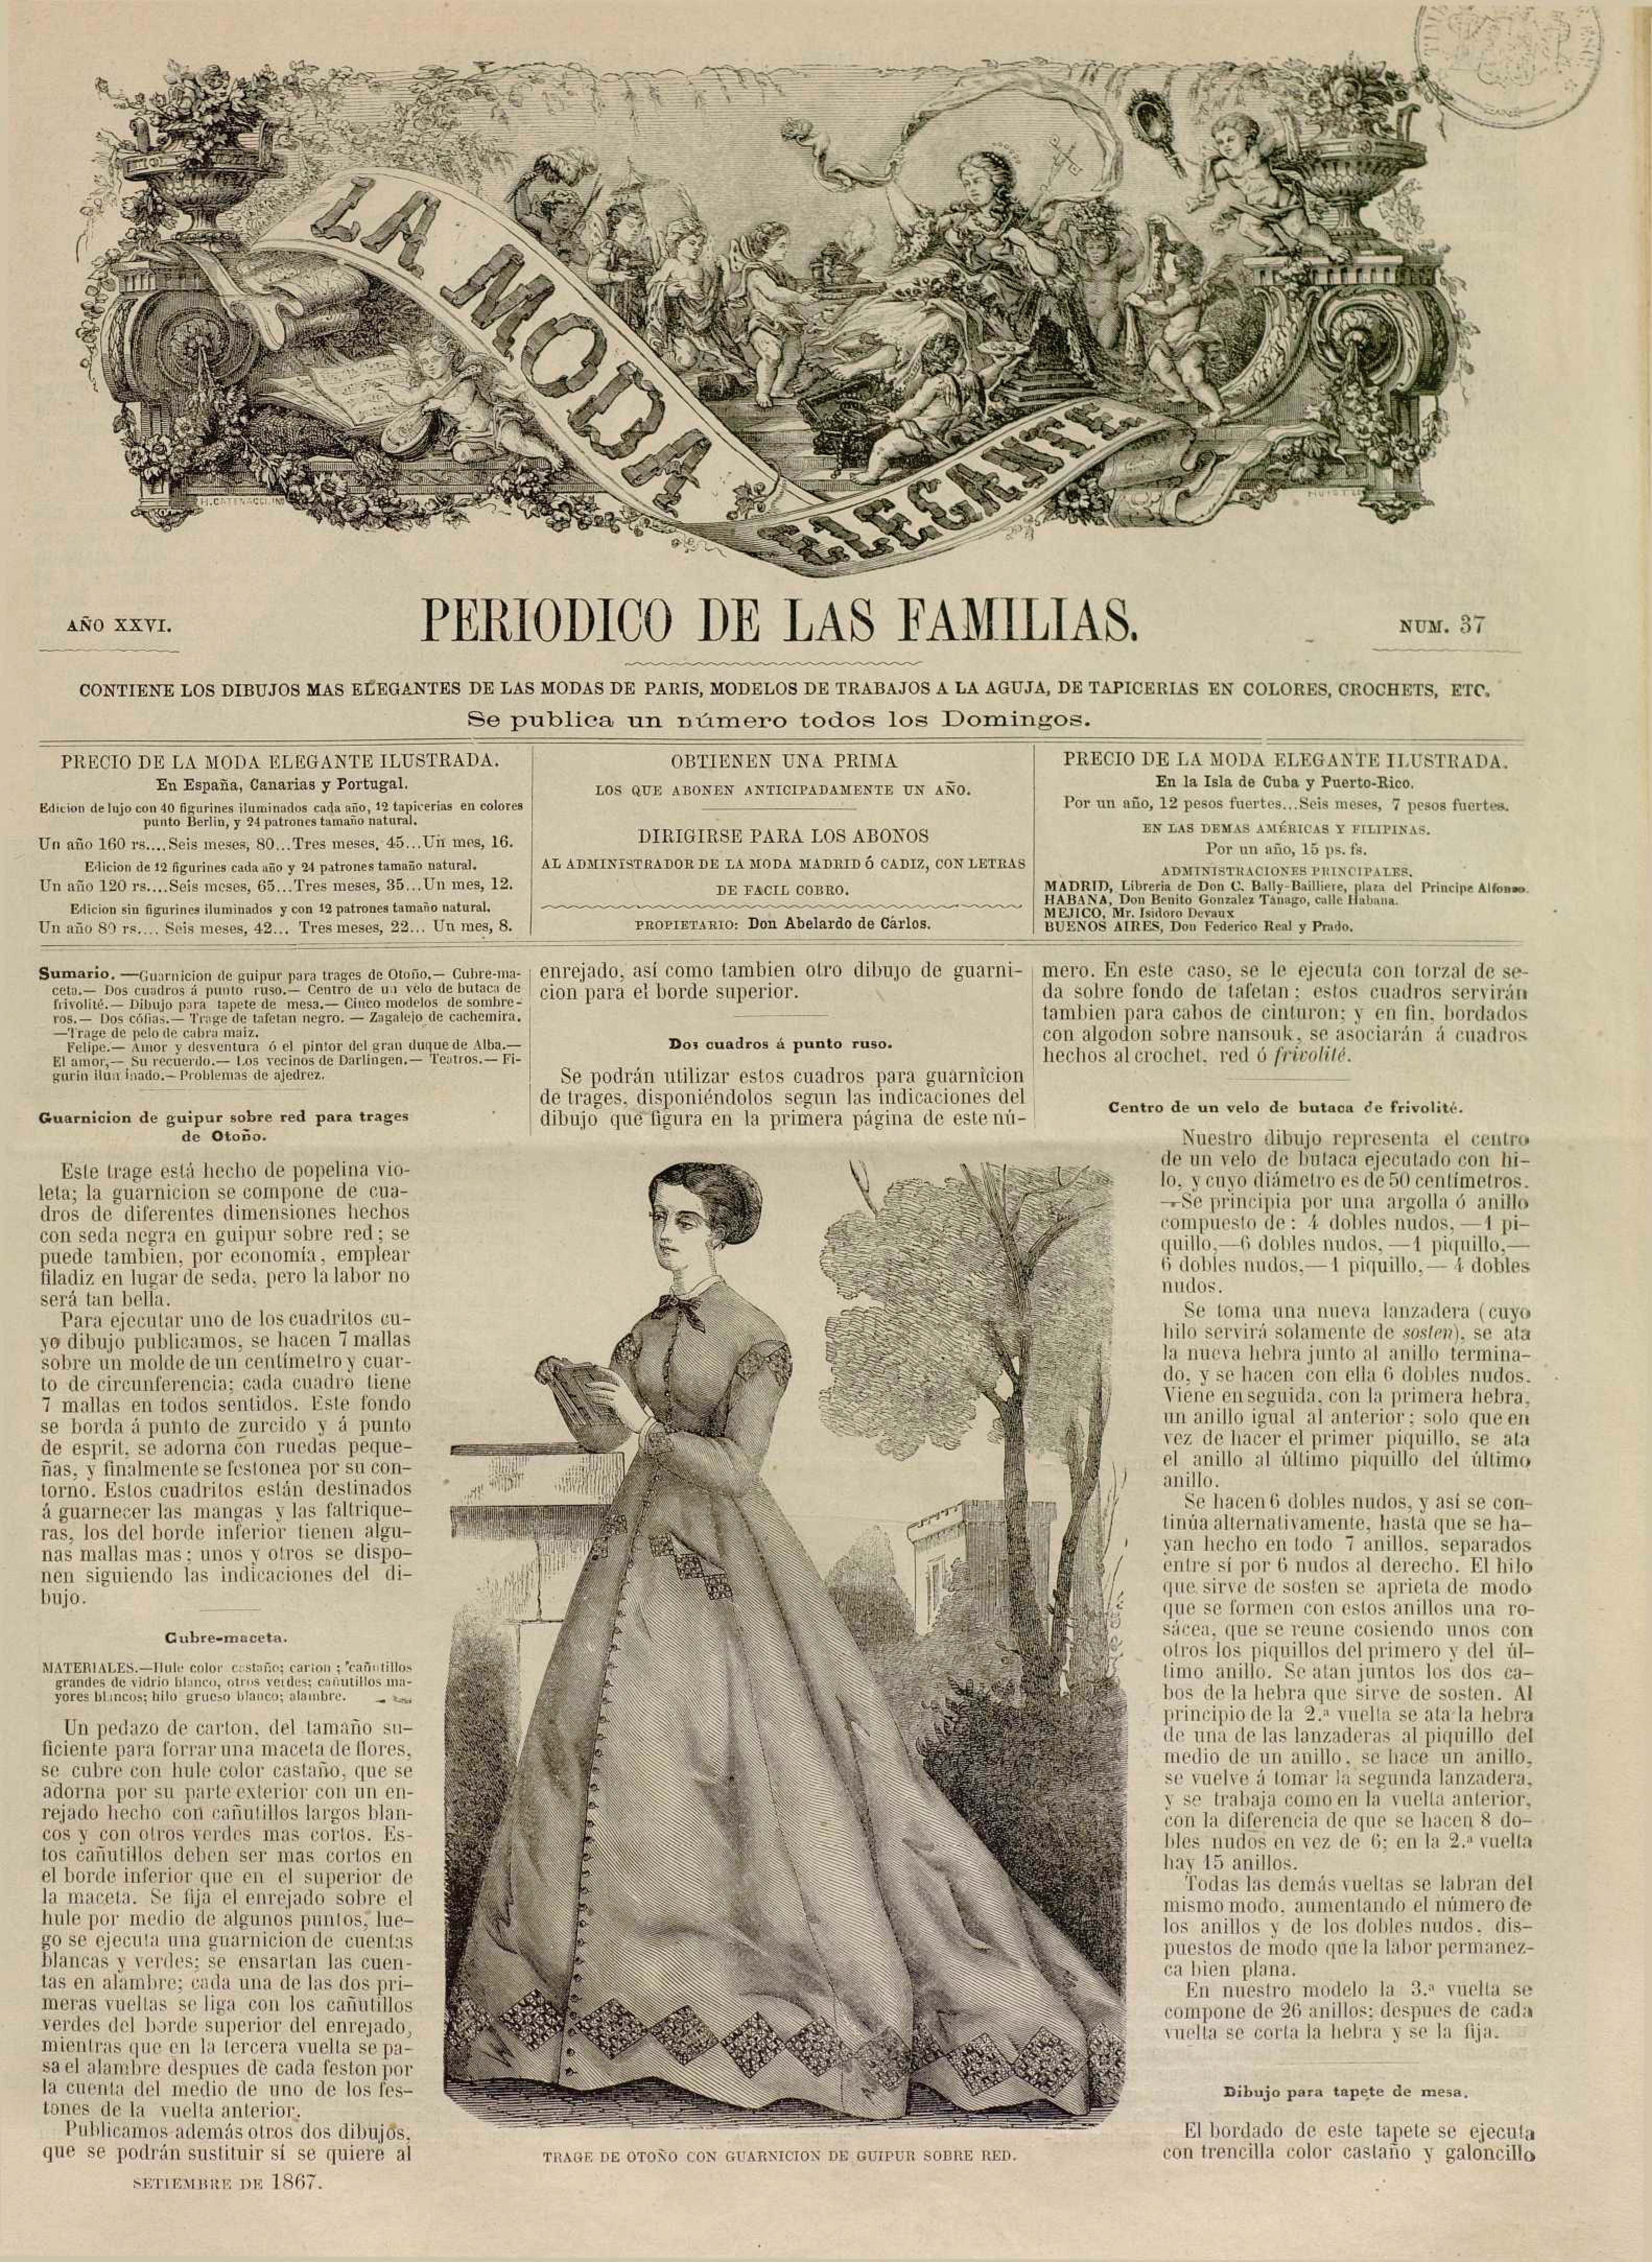 LA MODA
ELEGANTE
H. CATENACCI. INV
AÑO XXVI.
PERIODICO DE LAS FAMILIAS.
NUM. 37
CONTIENE LOS DIBUJOS MAS ELEGANTES DE LAS MODAS DE PARIS, MODELOS DE TRABAJOS A LA AGUJA, DE TAPICERIAS EN COLORES, CROCHETS, ETC.
Se publica un número todos los Domingos.
PRECIO DE LA MODA ELEGANTE ILUSTRADA.
En España, Canarias y Portugal.
Edicion de lujo con 40 figurines iluminados cada año, 12 tapicerias en colores
punto Berlin, y 24 patrones tamaño natural.
Un año 160 rs....Seis meses, 80...Tres meses, 45...Un mes, 16.
Edicion de 12 figurines cada año y 24 patrones tamaño natural.
Un año 120 rs....Seis meses, 65...Tres meses, 35...Un mes, 12.
Edicion sin figurines iluminados y con 12 patrones tamaño natural.
Un año 80 rs.... Seis meses, 42... Tres meses, 22... Un mes, 8.
OBTIENEN UNA PRIMA
LOS QUE ABONEN ANTICIPADAMENTE UN AÑO.
DIRIGIRSE PARA LOS ABONOS
AL ADMINISTRADOR DE LA MODA MADRID Ó CADIZ, CON LETRAS
DE FACIL COBRO.
PROPIETARIO: Don Abelardo de Cárlos.
PRECIO DE LA MODA ELEGANTE ILUSTRADA.
En la Isla de Cuba y Puerto-Rico.
Por un año, 12 pesos fuertes...Seis meses, 7 pesos fuertes.
EN LAS DEMAS AMÉRICAS Y FILIPINAS.
Por un año, 15 ps. fs.
ADMINISTRACIONES PRINCIPALES.
MADRID, Libreria de Don C. Bally-Bailliere, plaza del Principe Alfonso.
HABANA, Don Benito Gonzalez Tánago, calle Habana.
MEJICO, Mr. Isidoro Devaux
BUENOS AIRES, Don Federico Real y Prado.
Sumario. —Guarnicion de guipur para trages de Otoño.— Cubre-ma-
ceta.— Dos cuadros á punto ruso.— Centro de un velo de butaca de
frivolité.— Dibujo para tapete de mesa.— Cinco modelos de sombre-
ros.— Dos cófias.— Trage de tafetan negro. — Zagalejo de cachemira.
—Trage de pelo de cabra maiz.
Felipe.— Amor y desventura ó el pintor del gran duque de Alba.—
El amor,— Su recuerdo.— Los vecinos de Darlingen.— Teatros.— Fi-
gurin iluminado.— Problemas de ajedrez.
Guarnicion de guipur sobre red para trages
de Otoño.
Este trage está hecho de popelina vio-
leta; la guarnicion se compone de cua-
dros de diferentes dimensiones hechos
con seda negra en guipur sobre red; se
puede tambien, por economía, emplear
filadiz en lugar de seda, pero la labor no
será tan bella.
Para ejecutar uno de los cuadritos cu-
yo dibujo publicamos, se hacen 7 mallas
sobre un molde de un centímetro y cuar-
to de circunferencia; cada cuadro tiene
7 mallas en todos sentidos. Este fondo
se borda á punto de zurcido y á punto
de esprit, se adorna con ruedas peque-
ñas, y finalmente se festonea por su con-
torno. Estos cuadritos están destinados
á guarnecer las mangas y las faltrique-
ras, los del borde inferior tienen algu-
nas mallas mas; unos y otros se dispo-
nen siguiendo las indicaciones del di-
bujo.
Cubre-maceta.
MATERIALES.—Hule color castaño; carton; cañutillos
grandes de vidrio blanco, otros verdes; cañutillos ma-
yores blancos; hilo grueso blanco; alambre.
Un pedazo de carton, del tamaño su-
ficiente para forrar una maceta de flores,
se cubre con hule color castaño, que se
adorna por su parte exterior con un en-
rejado hecho con cañutillos largos blan-
cos y con otros verdes mas cortos. Es-
tos cañutillos deben ser mas cortos en
el borde inferior que en el superior de
la maceta. Se fija el enrejado sobre el
hule por medio de algunos puntos, lue-
go se ejecuta una guarnicion de cuentas
blancas y verdes; se ensartan las cuen-
tas en alambre; cada una de las dos pri-
meras vueltas se liga con los cañutillos
verdes del borde superior del enrejado,
mientras que en la tercera vuelta se pa-
sa el alambre despues de cada feston por
la cuenta del medio de uno de los fes-
tones de la vuelta anterior.
Publicamos además otros dos dibujos,
que se podrán sustituir sí se quiere al
SETIEMBRE DE 1867.
enrejado, así como tambien otro dibujo de guarni-
cion para el borde superior.
Dos cuadros á punto ruso.
Se podrán utilizar estos cuadros para guarnicion
de trages, disponiéndolos segun las indicaciones del
dibujo que figura en la primera página de este nú-
TRAGE DE OTOÑO CON GUARNICION DE GUIPUR SOBRE RED.
mero. En este caso, se le ejecuta con torzal de se-
da sobre fondo de tafetan; estos cuadros servirán
tambien para cabos de cinturon; y en fin, bordados
con algodon sobre nansouk, se asociarán á cuadros
hechos al crochet, red ó frivolité.
Centro de un velo de butaca de frivolité.
Nuestro dibujo representa el centro
de un velo de butaca ejecutado con hi-
lo, y cuyo diámetro es de 50 centímetros.
—Se principia por una argolla ó anillo
compuesto de: 4 dobles nudos, —1 pi-
quillo,—6 dobles nudos, —1 piquillo,—
6 dobles nudos,—1 piquillo,— 4 dobles
nudos.
Se toma una nueva lanzadera (cuyo
hilo servirá solamente de sosten), se ata
la nueva hebra junto al anillo termina-
do, y se hacen con ella 6 dobles nudos.
Viene en seguida, con la primera hebra,
un anillo igual al anterior; solo que en
vez de hacer el primer piquillo, se ata
el anillo al último piquillo del último
anillo.
Se hacen 6 dobles nudos, y así se con-
tinúa alternativamente, hasta que se ha-
yan hecho en todo 7 anillos, separados
entre sí por 6 nudos al derecho. El hilo
que sirve de sosten se aprieta de modo
que se formen con estos anillos una ro-
sácea, que se reune cosiendo unos con
otros los piquillos del primero y del úl-
timo anillo. Se atan juntos los dos ca-
bos de la hebra que sirve de sosten. Al
principio de la 2.ª vuelta se ata la hebra
de una de las lanzaderas al piquillo del
medio de un anillo, se hace un anillo,
se vuelve á tomar la segunda lanzadera,
y se trabaja como en la vuelta anterior,
con la diferencia de que se hacen 8 do-
bles nudos en vez de 6; en la 2.ª vuelta
hay 15 anillos.
Todas las demás vueltas se labran del
mismo modo, aumentando el número de
los anillos y de los dobles nudos, dis-
puestos de modo que la labor permanez-
ca bien plana.
En nuestro modelo la 3.ª vuelta se
compone de 26 anillos; despues de cada
vuelta se corta la hebra y se la fija.
Dibujo para tapete de mesa.
El bordado de este tapete se ejecuta
con trencilla color castaño y galoncillo